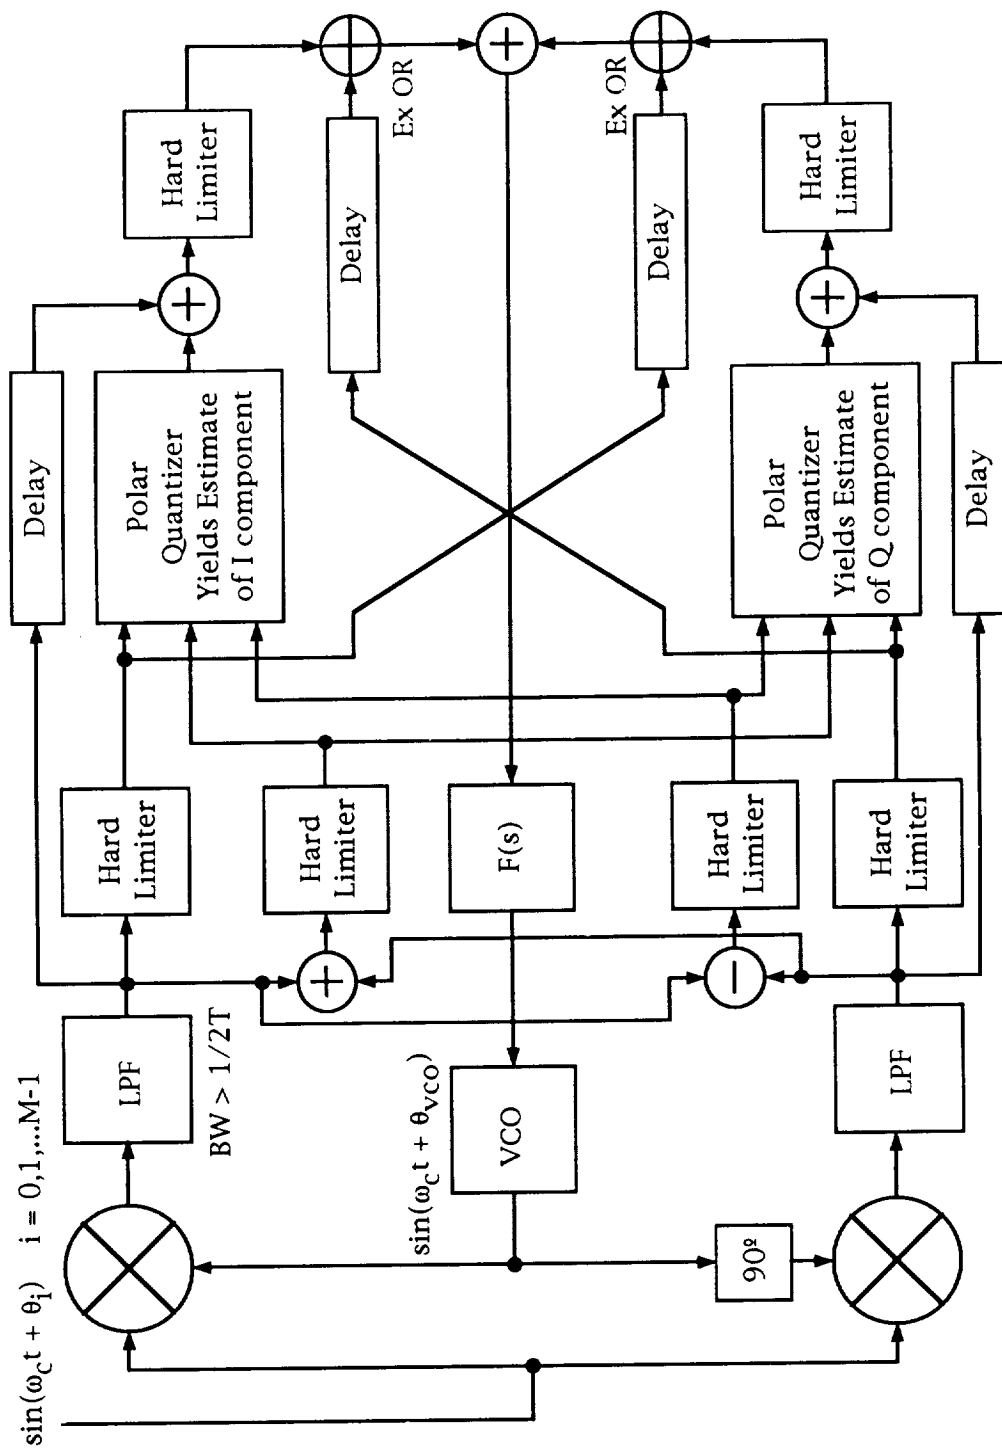 sin(ωct + θi) i = 0,1,...M-1
LPF
BW > 1/2T
Hard
Limiter
Delay
Polar
Quantizer
Yields Estimate
of I component
Hard
Limiter
Hard
Limiter
Delay
Ex OR
sin(ωct + θvco)
VCO
F(s)
90º
Hard
Limiter
Delay
Ex OR
LPF
Hard
Limiter
Polar
Quantizer
Yields Estimate
of Q component
Delay
Hard
Limiter